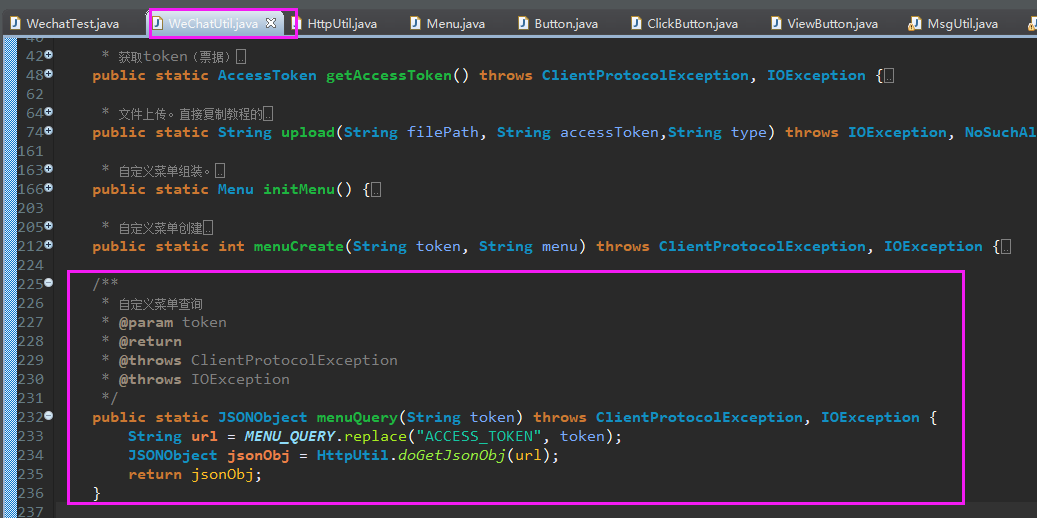 WechatTest.java WeChatUtil.java HttpUtil.java Menu.java Button.java ClickButton.java ViewButton.java MsgUtil.java
42 * 获取token（票据）
48 public static AccessToken getAccessToken() throws ClientProtocolException, IOException {
62
64 * 文件上传。直接复制教程的
74 public static String upload(String filePath, String accessToken,String type) throws IOException, NoSuchAl
161
163 * 自定义菜单组装。
166 public static Menu initMenu() {
203
205 * 自定义菜单创建
212 public static int menuCreate(String token, String menu) throws ClientProtocolException, IOException {
224
225 /**
226 * 自定义菜单查询
227 * @param token
228 * @return
229 * @throws ClientProtocolException
230 * @throws IOException
231 */
232 public static JSONObject menuQuery(String token) throws ClientProtocolException, IOException {
233 String url = MENU_QUERY.replace("ACCESS_TOKEN", token);
234 JSONObject jsonObj = HttpUtil.doGetJsonObj(url);
235 return jsonObj;
236 }
237